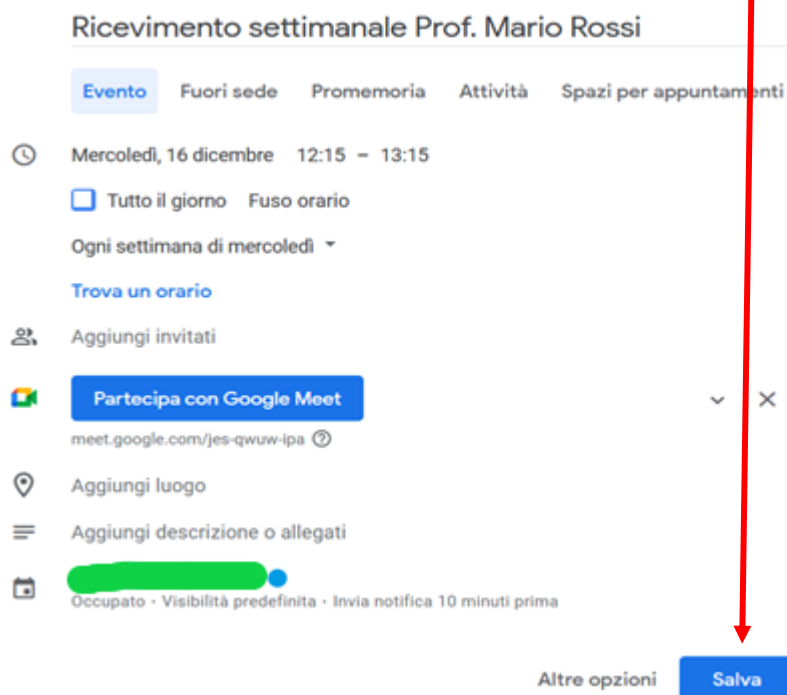 Ricevimento settimanale Prof. Mario Rossi
Evento Fuori sede Promemoria Attività Spazi per appuntamenti
Mercoledì, 16 dicembre 12:15 – 13:15
Tutto il giorno Fuso orario
Ogni settimana di mercoledì
Trova un orario
Aggiungi invitati
Partecipa con Google Meet
meet.google.com/jes-qwuw-ipa
Aggiungi luogo
Aggiungi descrizione o allegati
Occupato · Visibilità predefinita · Invia notifica 10 minuti prima
Altre opzioni Salva